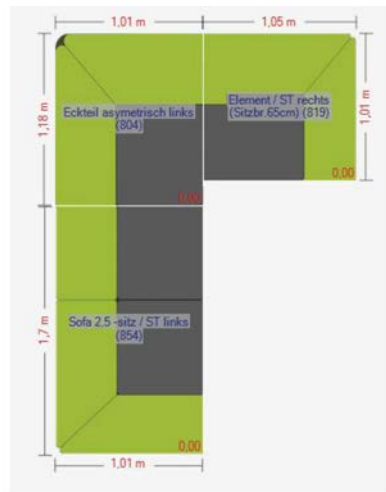 1,01 m
1,05 m
1,18 m
Eckteil asymetrisch links
(804)
Element / ST rechts
(Sitzbr.65cm) (819)
1,01 m
0,00
0,00
1,7 m
Sofa 2,5 -sitz / ST links
(854)
0,00
1,01 m